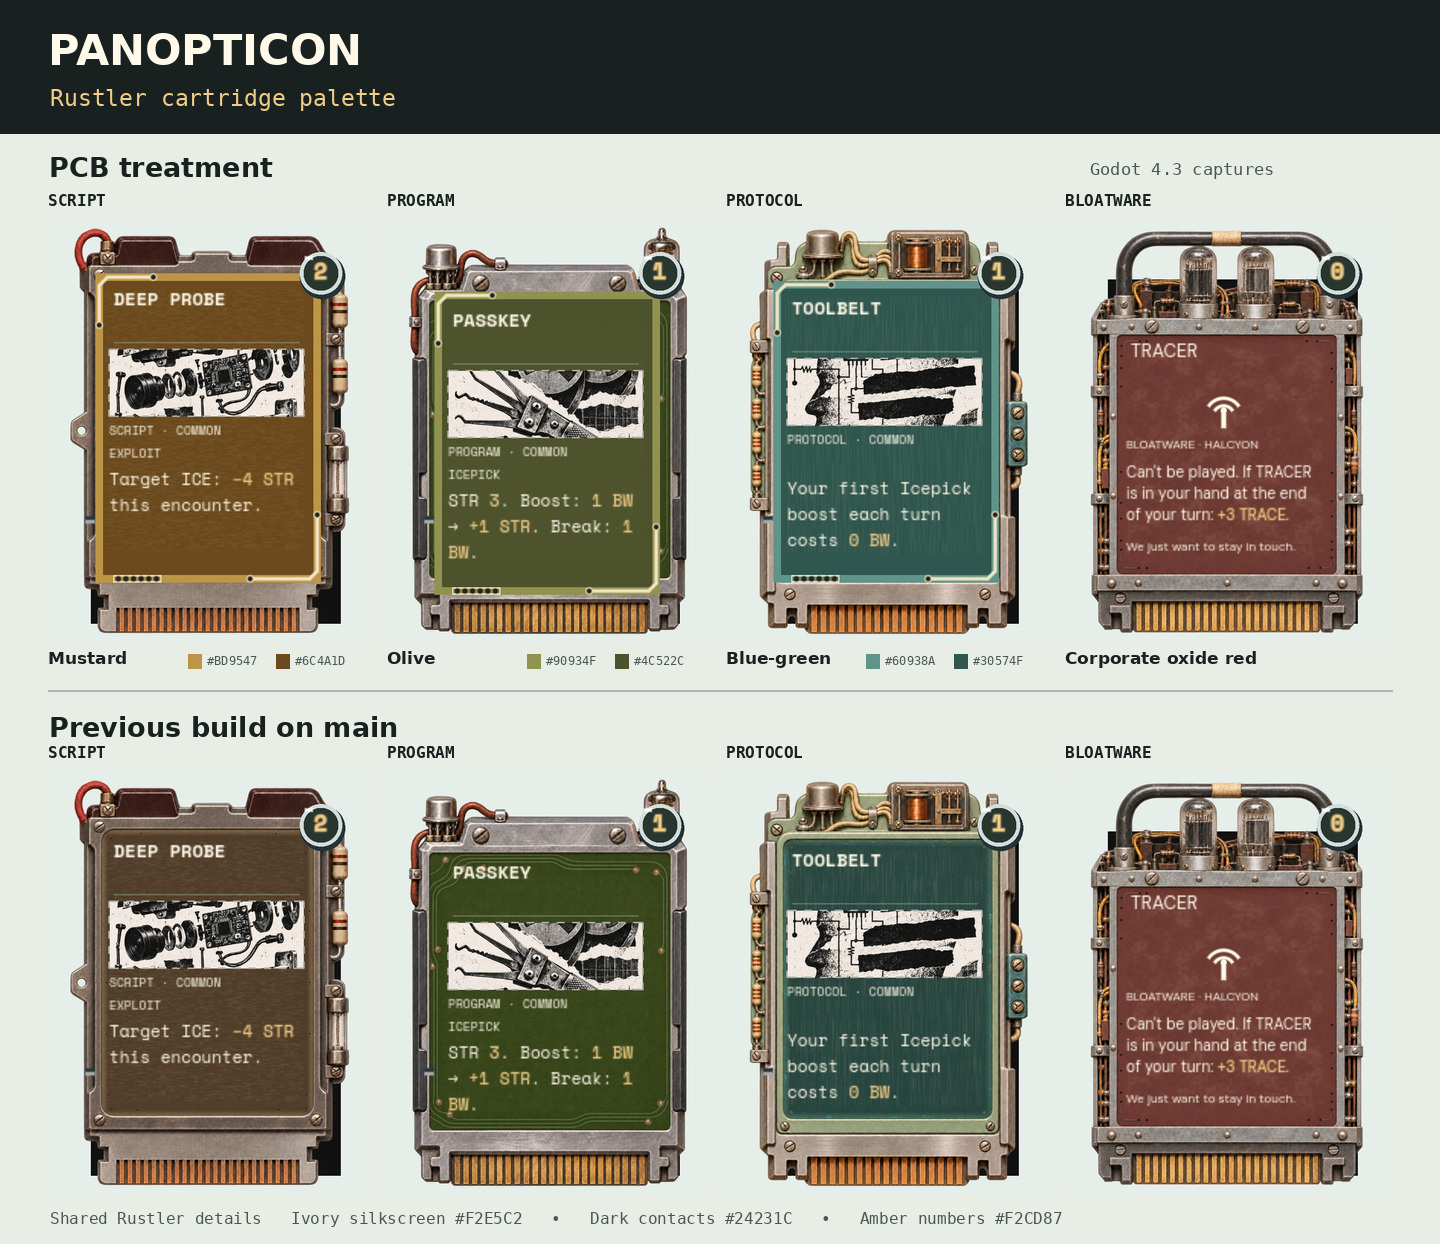 PANOPTICON
Rustler cartridge palette
PCB treatment
Godot 4.3 captures
SCRIPT
PROGRAM
PROTOCOL
BLOATWARE
2
DEEP PROBE
SCRIPT · COMMON
EXPLOIT
Target ICE: -4 STR
this encounter.
1
PASSKEY
PROGRAM · COMMON
ICEPICK
STR 3. Boost: 1 BW
→ +1 STR. Break: 1
BW.
1
TOOLBELT
PROTOCOL · COMMON
Your first Icepick
boost each turn
costs 0 BW.
0
TRACER
BLOATWARE · HALCYON
Can't be played. If TRACER
is in your hand at the end
of your turn: +3 TRACE.
We just want to stay in touch.
Mustard
#BD9547
#6C4A1D
Olive
#90934F
#4C522C
Blue-green
#60938A
#30574F
Corporate oxide red
Previous build on main
SCRIPT
PROGRAM
PROTOCOL
BLOATWARE
2
DEEP PROBE
SCRIPT · COMMON
EXPLOIT
Target ICE: -4 STR
this encounter.
1
PASSKEY
PROGRAM · COMMON
ICEPICK
STR 3. Boost: 1 BW
→ +1 STR. Break: 1
BW.
1
TOOLBELT
PROTOCOL · COMMON
Your first Icepick
boost each turn
costs 0 BW.
0
TRACER
BLOATWARE · HALCYON
Can't be played. If TRACER
is in your hand at the end
of your turn: +3 TRACE.
We just want to stay in touch.
Shared Rustler details Ivory silkscreen #F2E5C2 • Dark contacts #24231C • Amber numbers #F2CD87